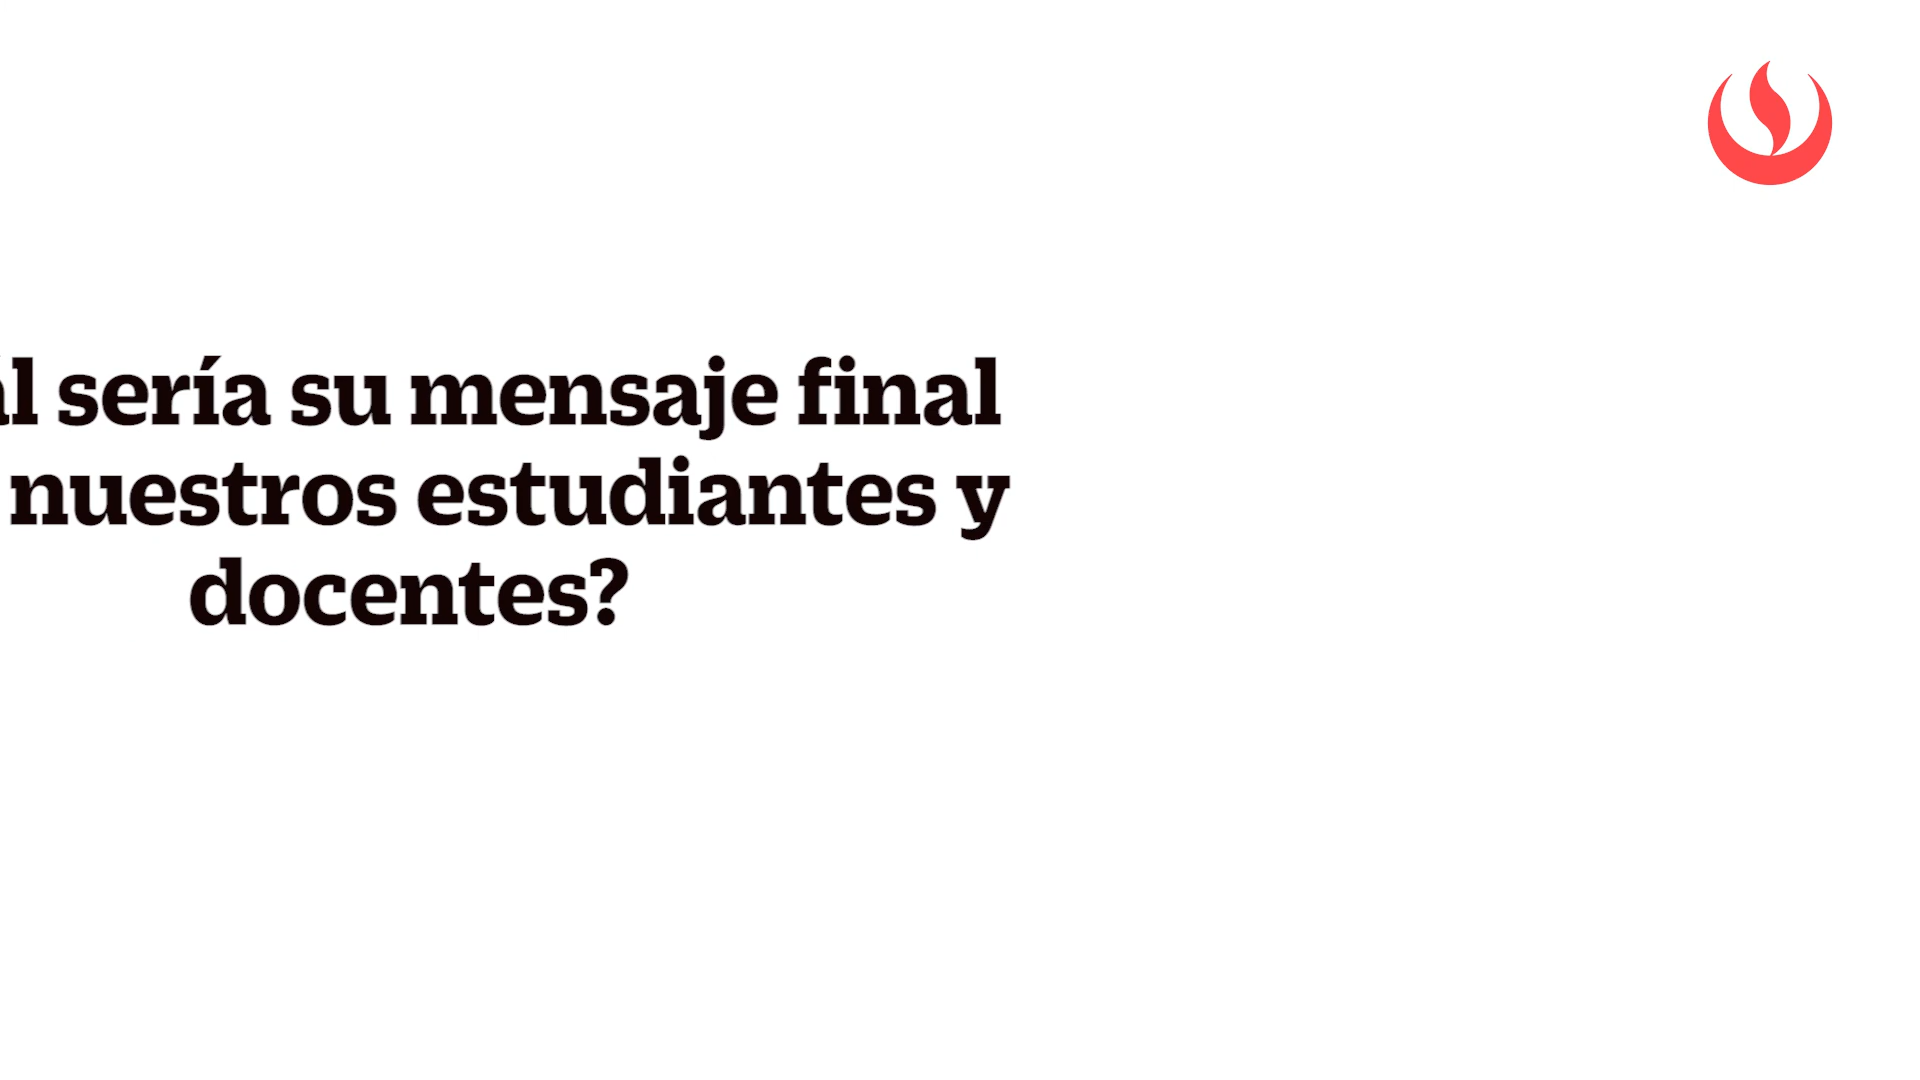 sería su mensaje final
nuestros estudiantes y
docentes?